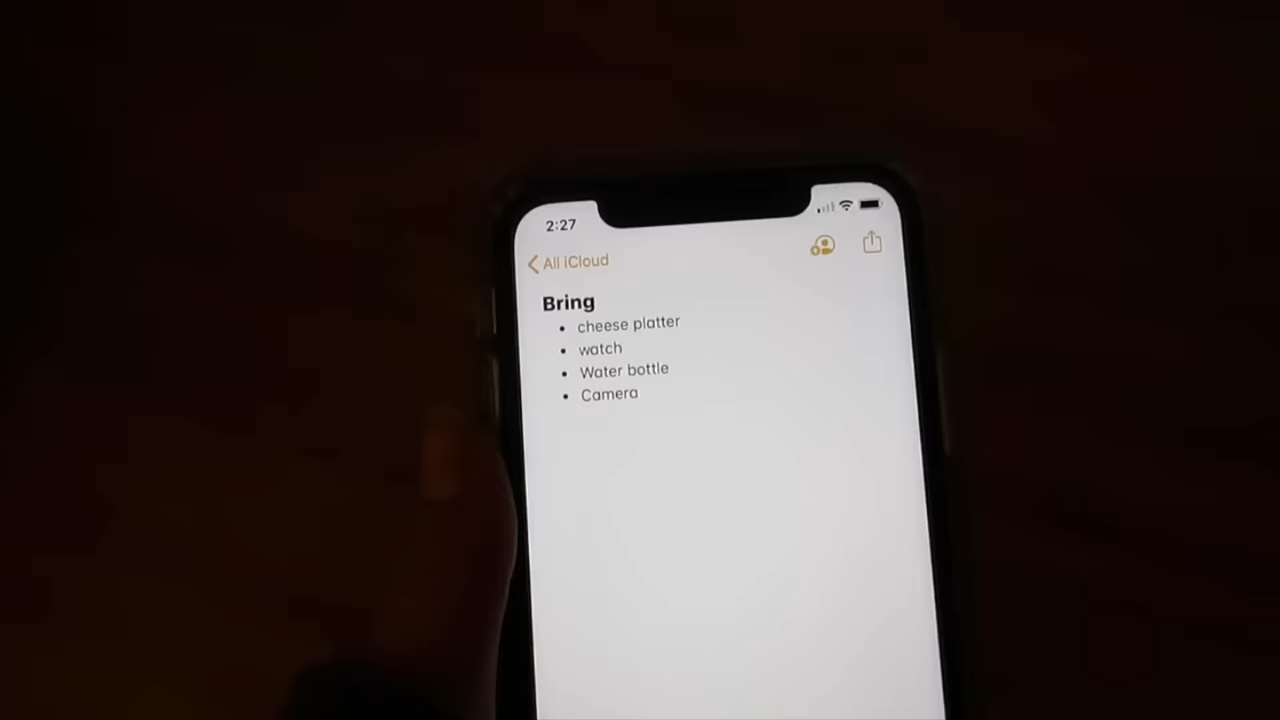 2:27
All iCloud
Bring
• cheese platter
• watch
• Water bottle
• Camera